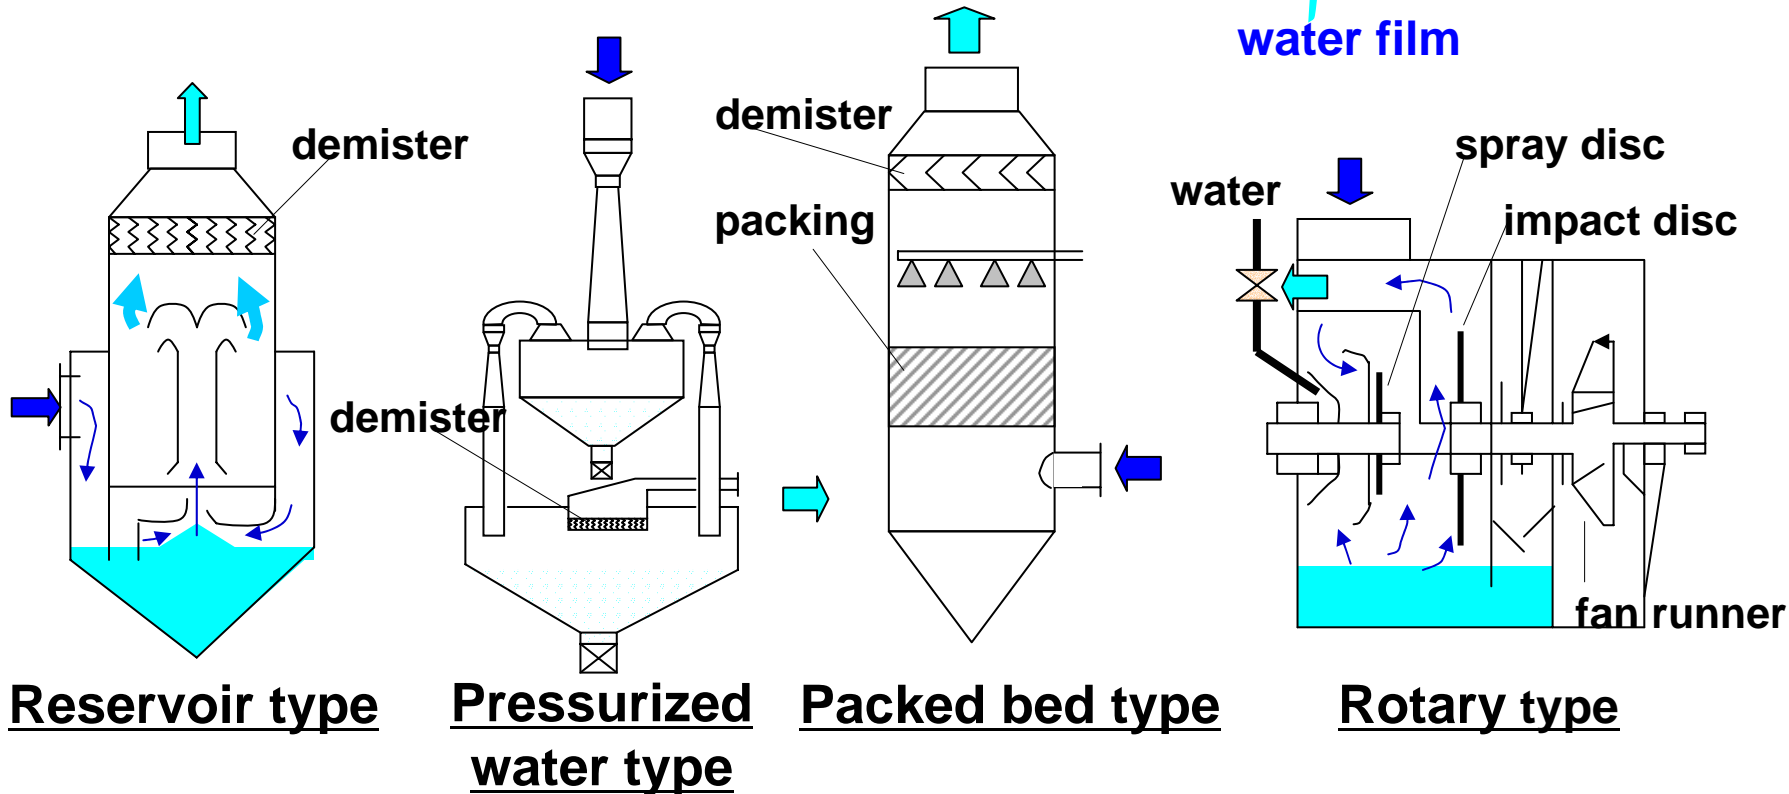 water film
demister
demister
spray disc
water
packing
impact disc
demister
fan runner
Reservoir type
Pressurized
water type
Packed bed type
Rotary type